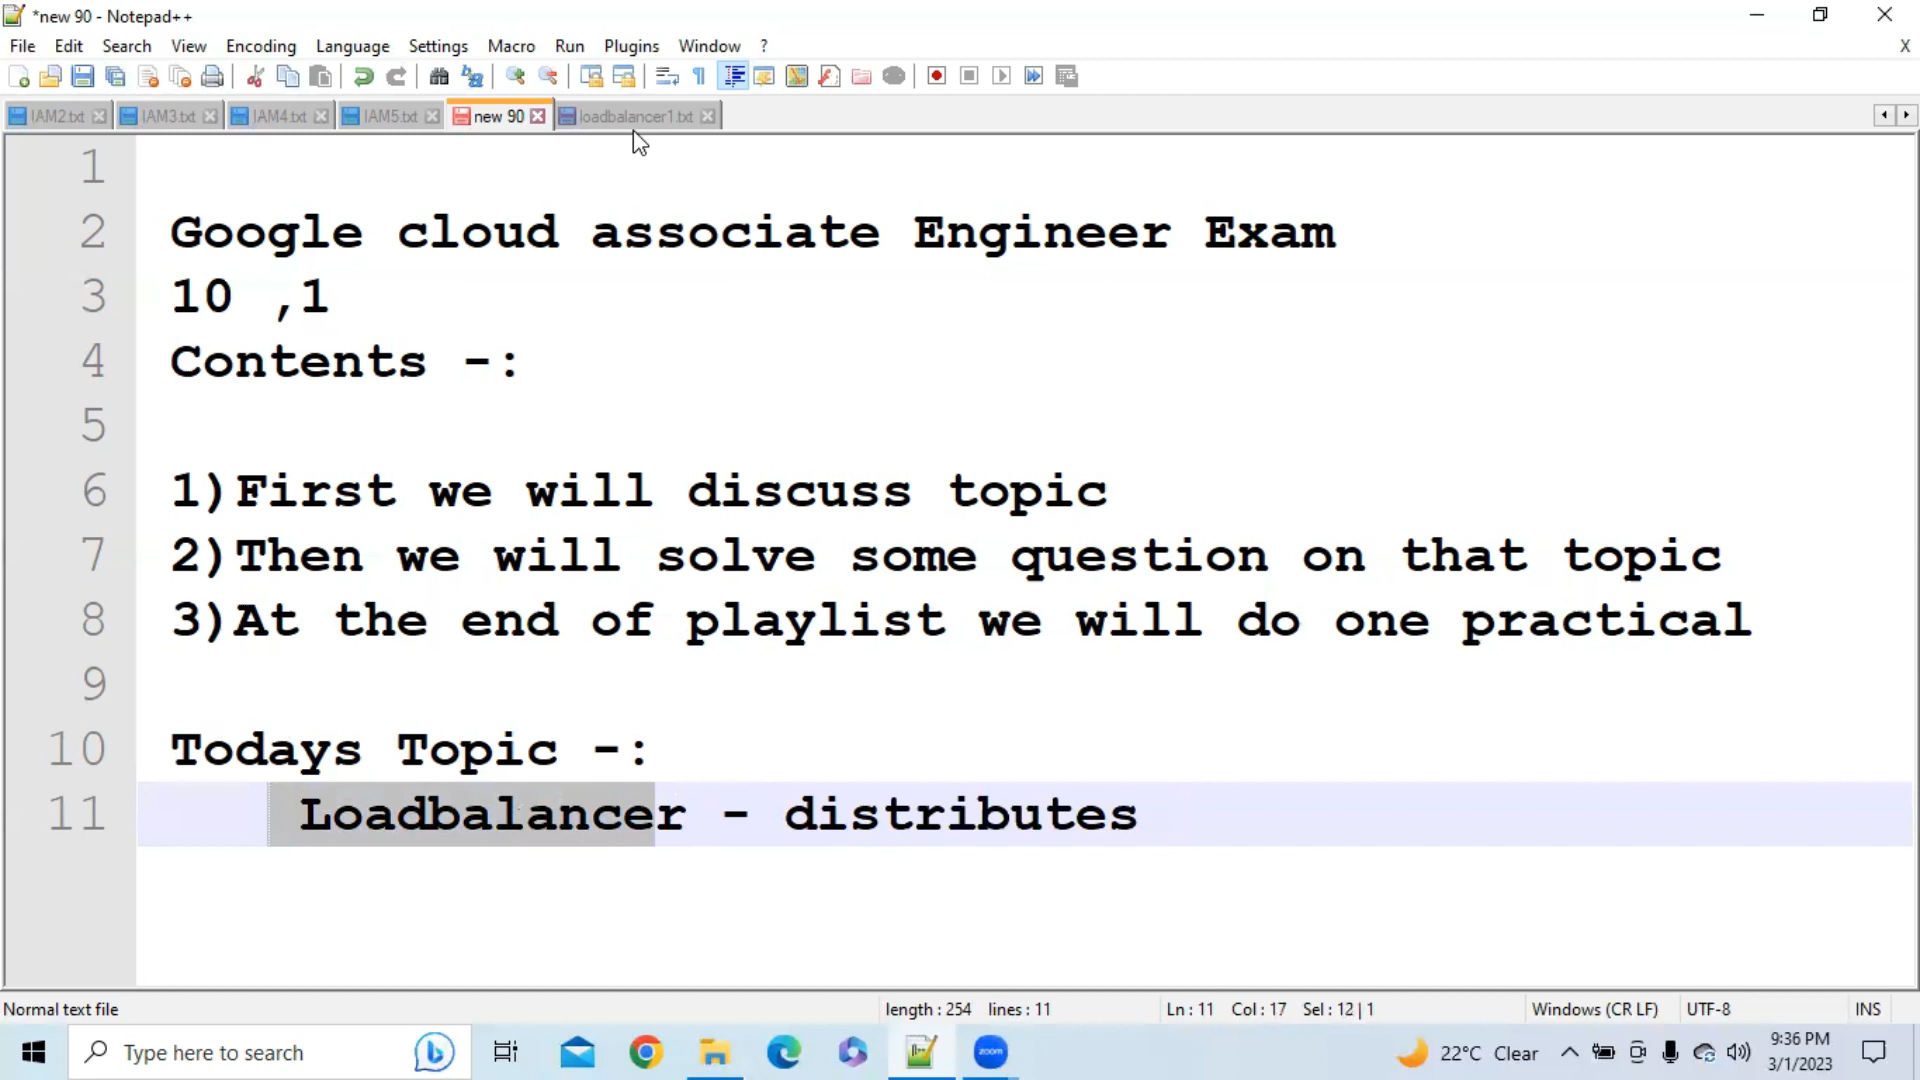 *new 90 - Notepad++
File Edit Search View Encoding Language Settings Macro Run Plugins Window ? X
IAM2.txt IAM3.txt IAM4.txt IAM5.txt new 90 loadbalancer1.txt
1
2 Google cloud associate Engineer Exam
3 10 ,1
4 Contents -:
5
6 1)First we will discuss topic
7 2)Then we will solve some question on that topic
8 3)At the end of playlist we will do one practical
9
10 Todays Topic -:
11 Loadbalancer - distributes
Normal text file length : 254 lines : 11 Ln : 11 Col : 17 Sel : 12 | 1 Windows (CR LF) UTF-8 INS
Type here to search zoom 22°C Clear 9:36 PM
3/1/2023